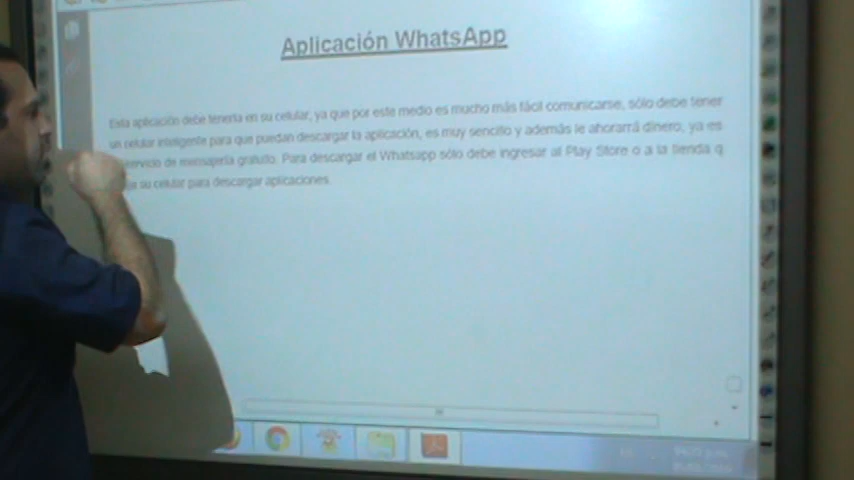 Aplicación WhatsApp
Esta aplicación debe tenerla en su celular, ya que por este medio es mucho más fácil comunicarse, sólo debe tener
un celular inteligente para que puedan descargar la aplicación, es muy sencillo y además le ahorrará dinero, ya es
servicio de mensajería gratuito. Para descargar el Whatsapp sólo debe ingresar al Play Store o a la tienda q
su celular para descargar aplicaciones.